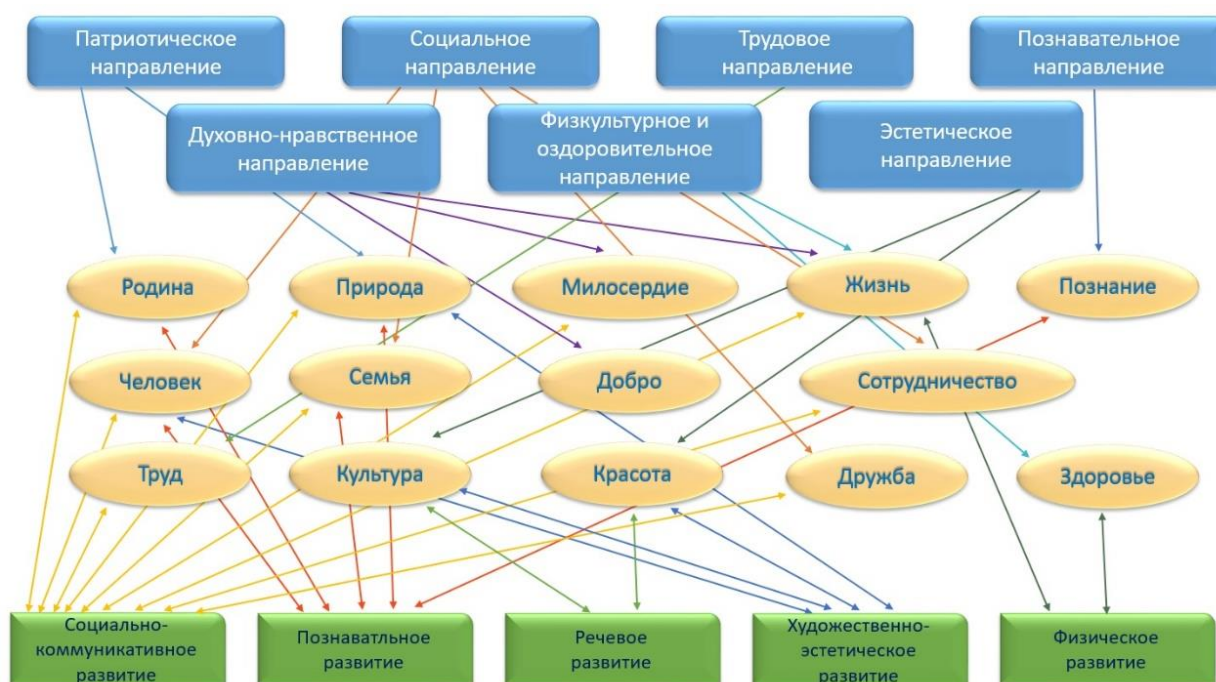 Патриотическое
направление
Социальное
направление
Трудовое
направление
Познавательное
направление
Духовно-нравственное
направление
Физкультурное и
оздоровительное
направление
Эстетическое
направление
Родина
Природа
Милосердие
Жизнь
Познание
Человек
Семья
Добро
Сотрудничество
Труд
Культура
Красота
Дружба
Здоровье
Социально-
коммуникативное
развитие
Познаватльное
развитие
Речевое
развитие
Художественно-
эстетическое
развитие
Физическое
развитие